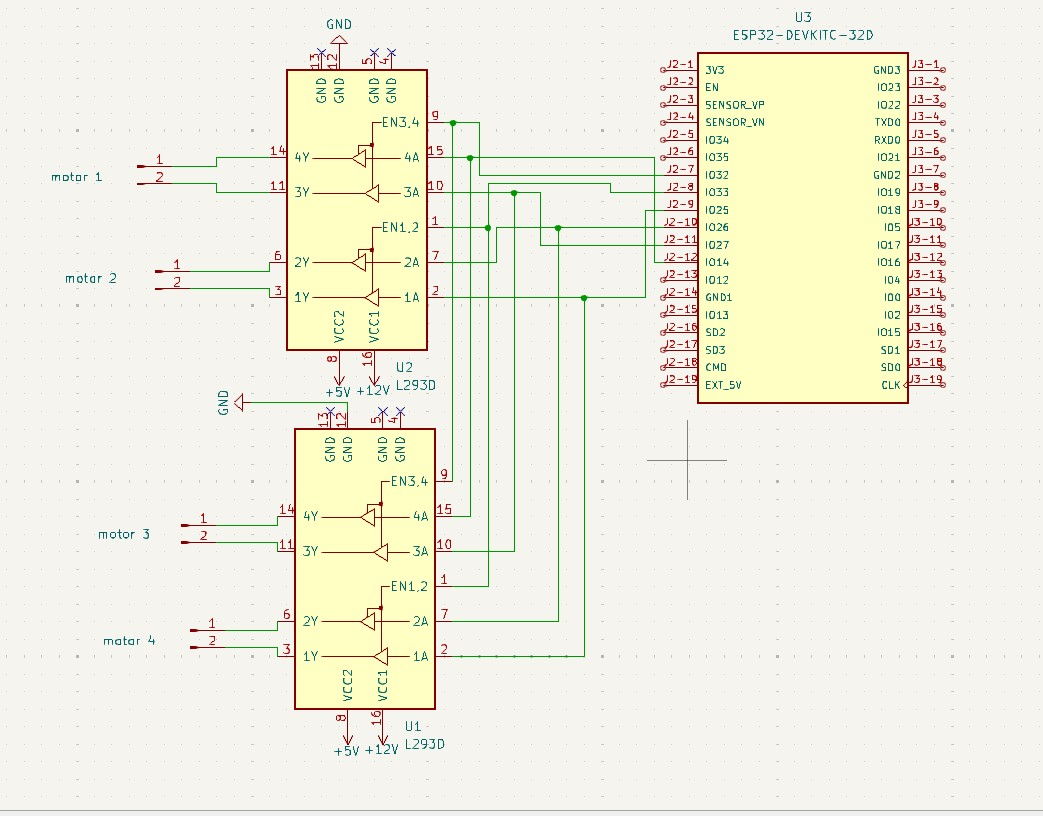 GND
13
12
5
4
GND
GND
GND
GND
EN3,4
9
14
4Y
4A
15
11
3Y
3A
10
EN1,2
1
6
2Y
2A
7
3
1Y
1A
2
VCC2
VCC1
8
16
+5V
+12V
U2
L293D
motor 1
1
2
motor 2
1
2
GND
13
12
5
4
GND
GND
GND
GND
EN3,4
9
14
4Y
4A
15
11
3Y
3A
10
EN1,2
1
6
2Y
2A
7
3
1Y
1A
2
VCC2
VCC1
8
16
+5V
+12V
U1
L293D
motor 3
1
2
motor 4
1
2
U3
ESP32-DEVKITC-32D
J2-1 3V3 GND3 J3-1
J2-2 EN IO23 J3-2
J2-3 SENSOR_VP IO22 J3-3
J2-4 SENSOR_VN TXD0 J3-4
J2-5 IO34 RXD0 J3-5
J2-6 IO35 IO21 J3-6
J2-7 IO32 GND2 J3-7
J2-8 IO33 IO19 J3-8
J2-9 IO25 IO18 J3-9
J2-10 IO26 IO5 J3-10
J2-11 IO27 IO17 J3-11
J2-12 IO14 IO16 J3-12
J2-13 IO12 IO4 J3-13
J2-14 GND1 IO0 J3-14
J2-15 IO13 IO2 J3-15
J2-16 SD2 IO15 J3-16
J2-17 SD3 SD1 J3-17
J2-18 CMD SD0 J3-18
J2-19 EXT_5V CLK J3-19